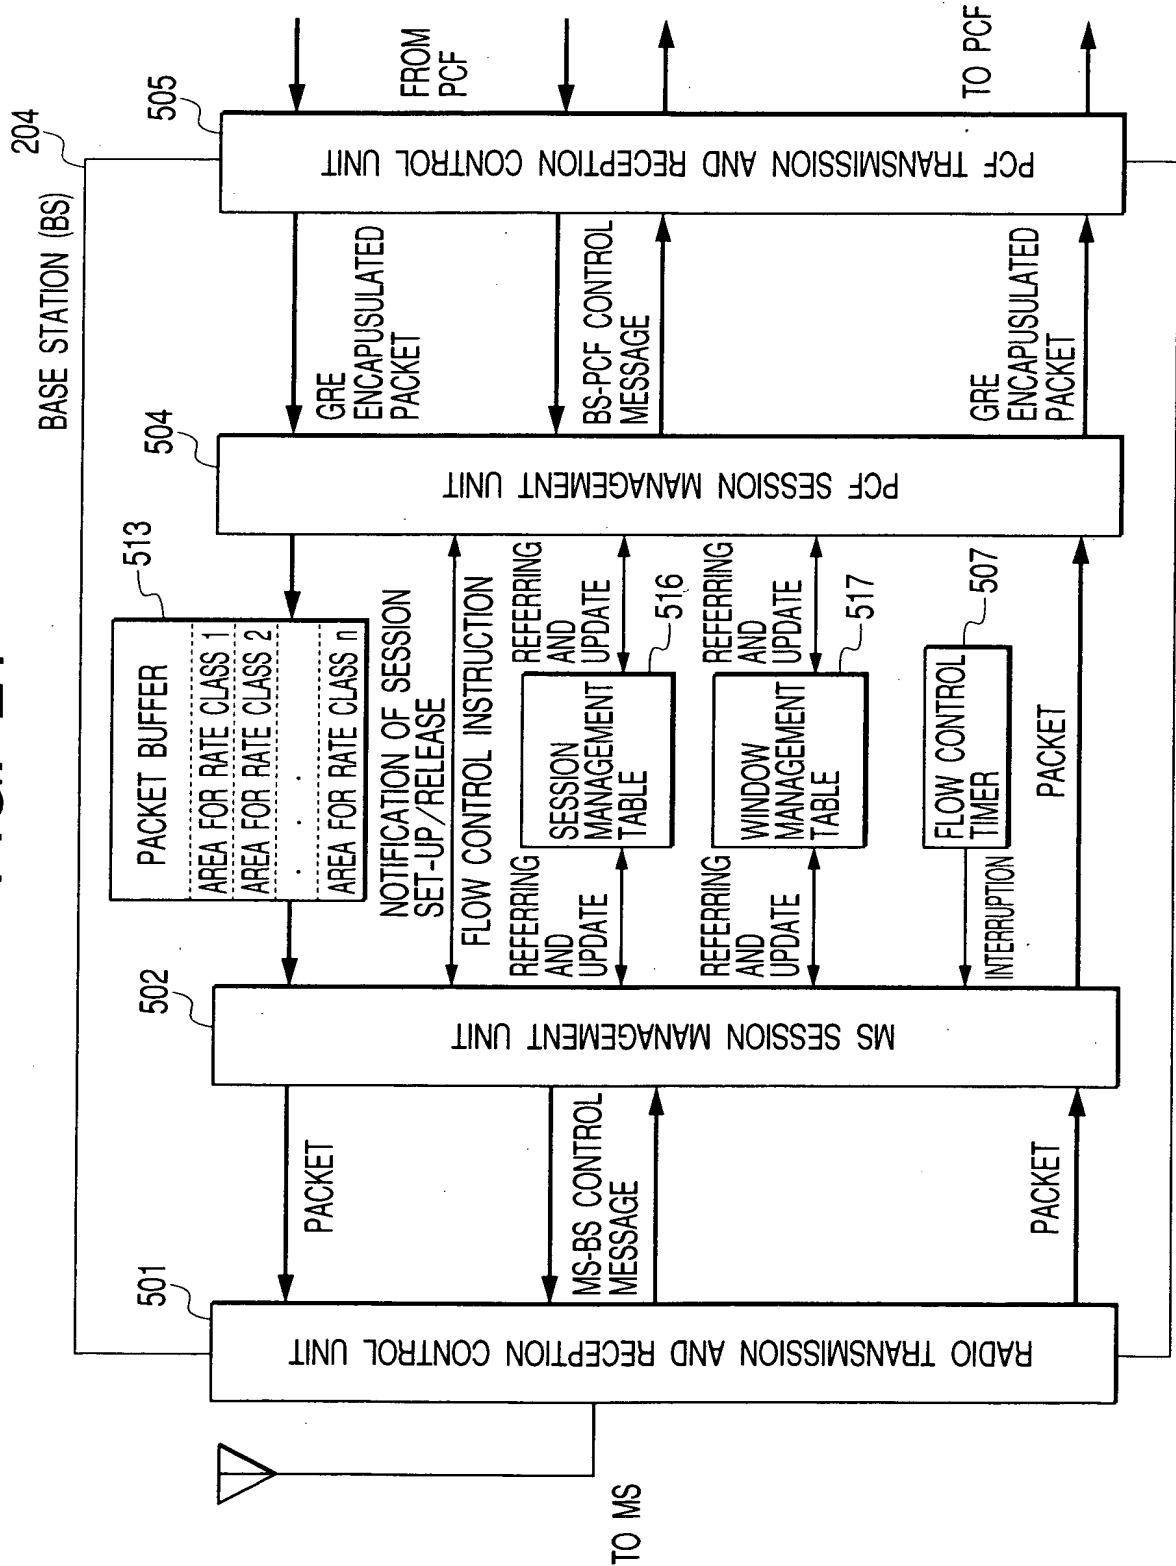 BASE STATION (BS)
204
TO MS
501
RADIO TRANSMISSION AND RECEPTION CONTROL UNIT
PACKET
MS-BS CONTROL
MESSAGE
PACKET
502
MS SESSION MANAGEMENT UNIT
513
PACKET BUFFER
AREA FOR RATE CLASS 1
AREA FOR RATE CLASS 2
AREA FOR RATE CLASS n
NOTIFICATION OF SESSION
SET-UP/RELEASE
FLOW CONTROL INSTRUCTION
REFERRING
AND
UPDATE
SESSION
MANAGEMENT
TABLE
REFERRING
AND
UPDATE
516
REFERRING
AND
UPDATE
WINDOW
MANAGEMENT
TABLE
REFERRING
AND
UPDATE
517
INTERRUPTION
FLOW CONTROL
TIMER
507
PACKET
504
PCF SESSION MANAGEMENT UNIT
GRE
ENCAPUSULATED
PACKET
BS-PCF CONTROL
MESSAGE
GRE
ENCAPUSULATED
PACKET
505
PCF TRANSMISSION AND RECEPTION CONTROL UNIT
FROM
PCF
TO PCF